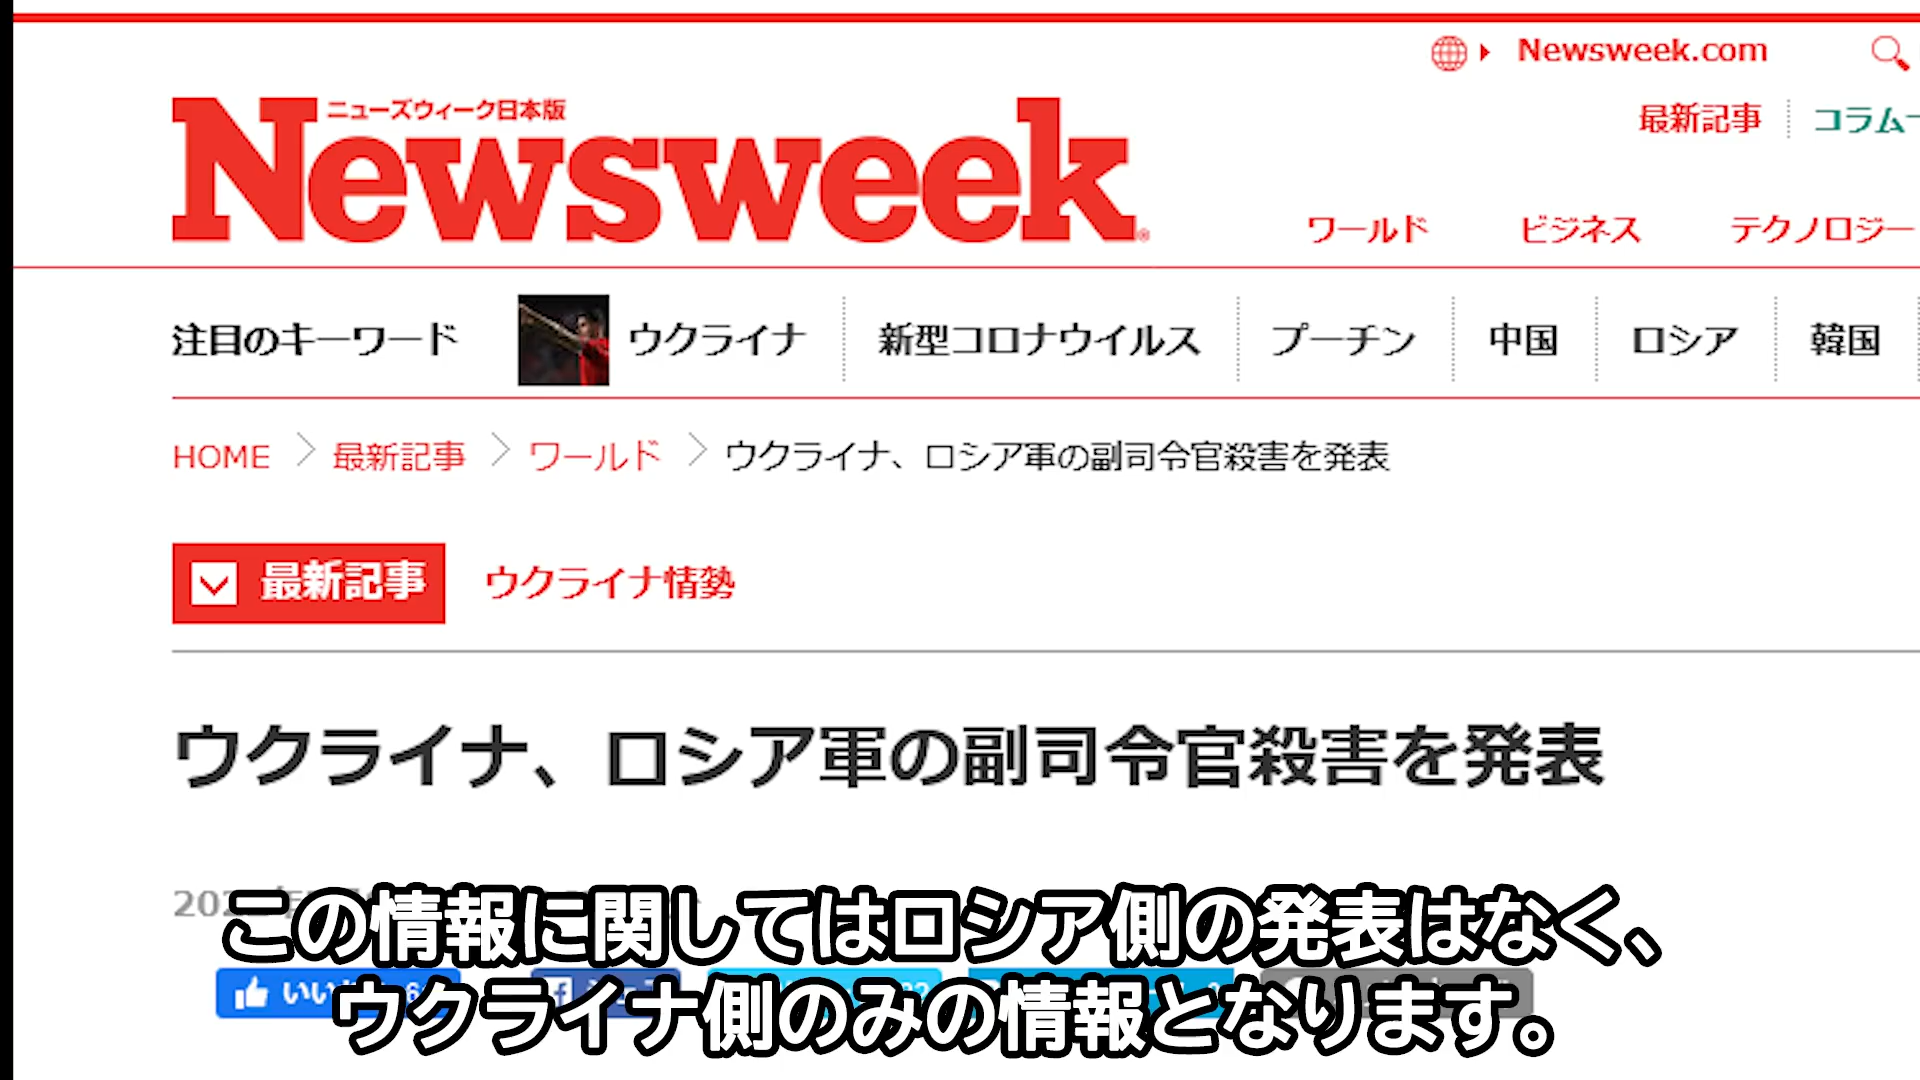 Newsweek.com
ニューズウィーク日本版
Newsweek
最新記事
コラム
ワールド
ビジネス
テクノロジー
注目のキーワード
ウクライナ
新型コロナウイルス
プーチン
中国
ロシア
韓国
HOME
最新記事
ワールド
ウクライナ、ロシア軍の副司令官殺害を発表
最新記事
ウクライナ情勢
ウクライナ、ロシア軍の副司令官殺害を発表
この情報に関してはロシア側の発表はなく、
ウクライナ側のみの情報となります。